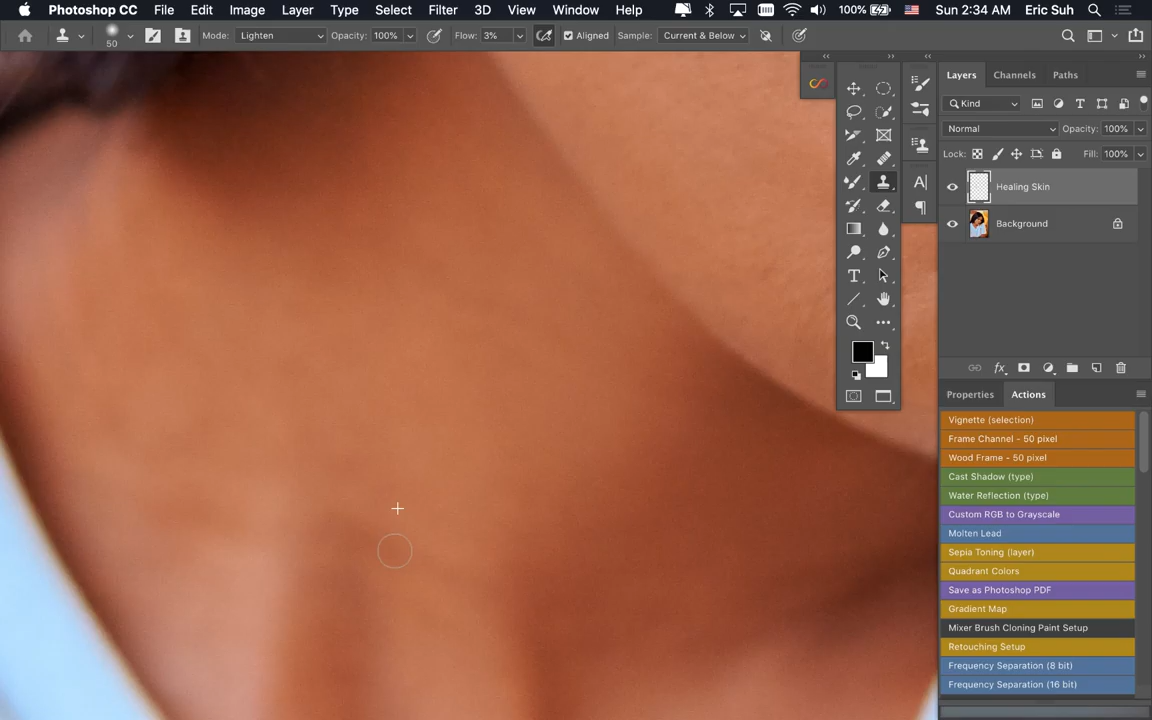 Photoshop CC File Edit Image Layer Type Select Filter 3D View Window Help 100% Sun 2:34 AM Eric Suh
50 Mode: Lighten Opacity: 100% Flow: 3% Aligned Sample: Current & Below
Layers Channels Paths
Kind
Normal Opacity: 100%
Lock: Fill: 100%
Healing Skin
Background
Properties Actions
Vignette (selection)
Frame Channel - 50 pixel
Wood Frame - 50 pixel
Cast Shadow (type)
Water Reflection (type)
Custom RGB to Grayscale
Molten Lead
Sepia Toning (layer)
Quadrant Colors
Save as Photoshop PDF
Gradient Map
Mixer Brush Cloning Paint Setup
Retouching Setup
Frequency Separation (8 bit)
Frequency Separation (16 bit)